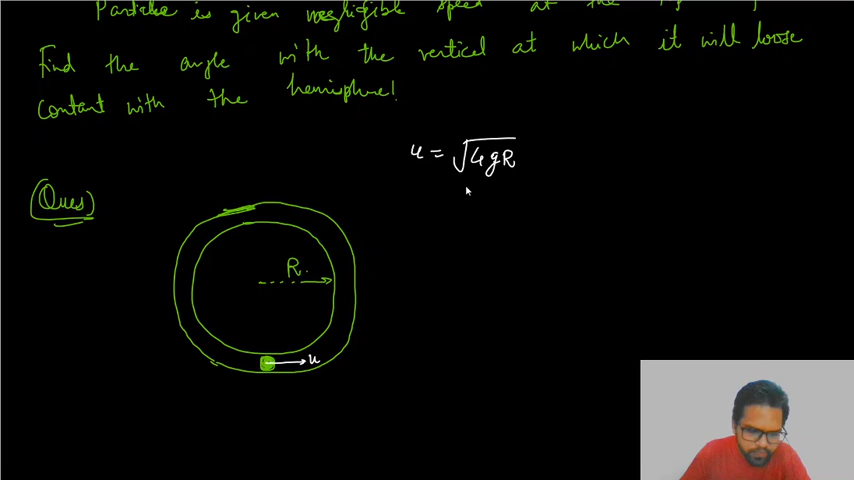 Particle is given negligible speed at the
Find the angle with the vertical at which it will loose
contant with the hemisphere!
u = √4gR
Ques
R
u